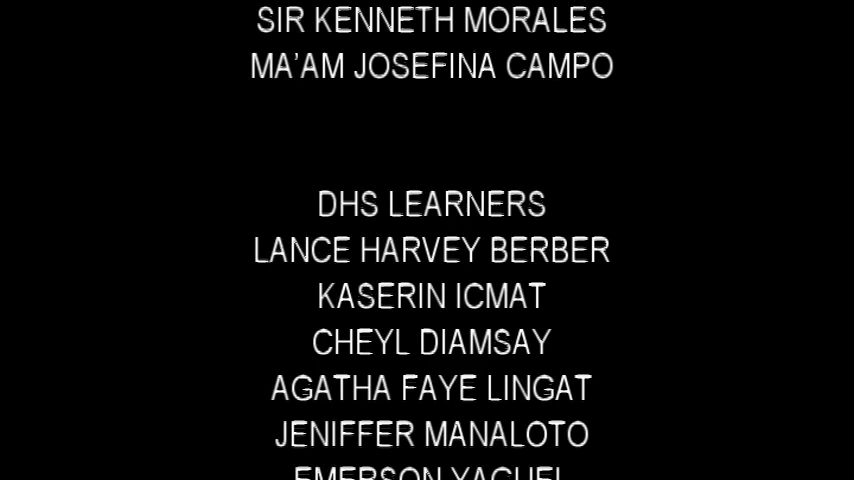 SIR KENNETH MORALES
MA’AM JOSEFINA CAMPO
DHS LEARNERS
LANCE HARVEY BERBER
KASERIN ICMAT
CHEYL DIAMSAY
AGATHA FAYE LINGAT
JENIFFER MANALOTO
EMERSON